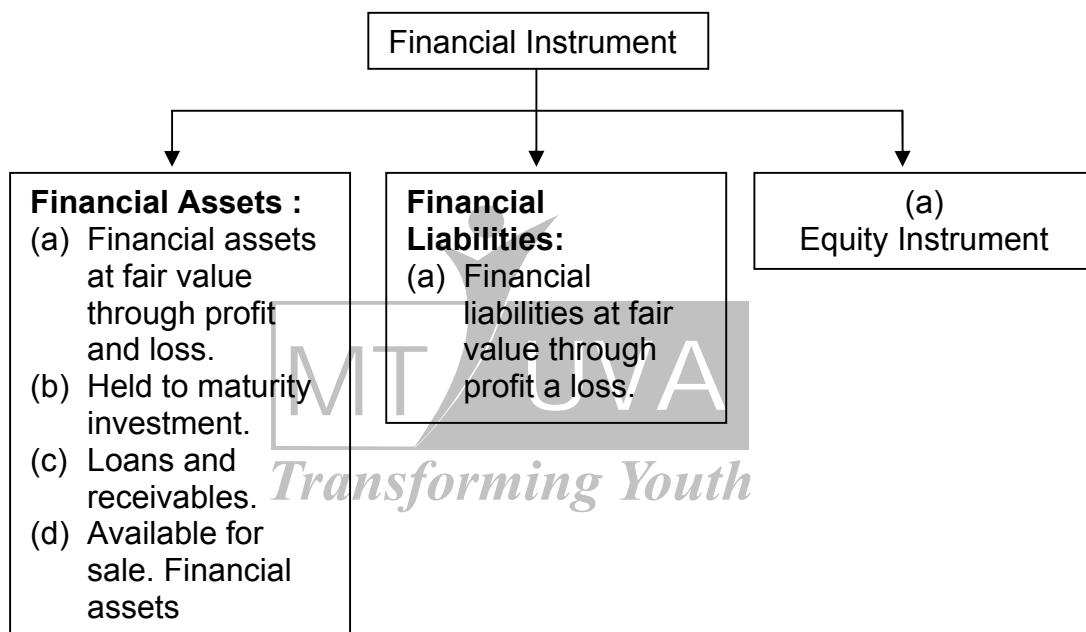 Financial Instrument
Financial Assets :
(a) Financial assets
at fair value
through profit
and loss.
(b) Held to maturity
investment.
(c) Loans and
receivables.
(d) Available for
sale. Financial
assets
Financial
Liabilities:
(a) Financial
liabilities at fair
value through
profit a loss.
(a)
Equity Instrument
MT UVA
Transforming Youth